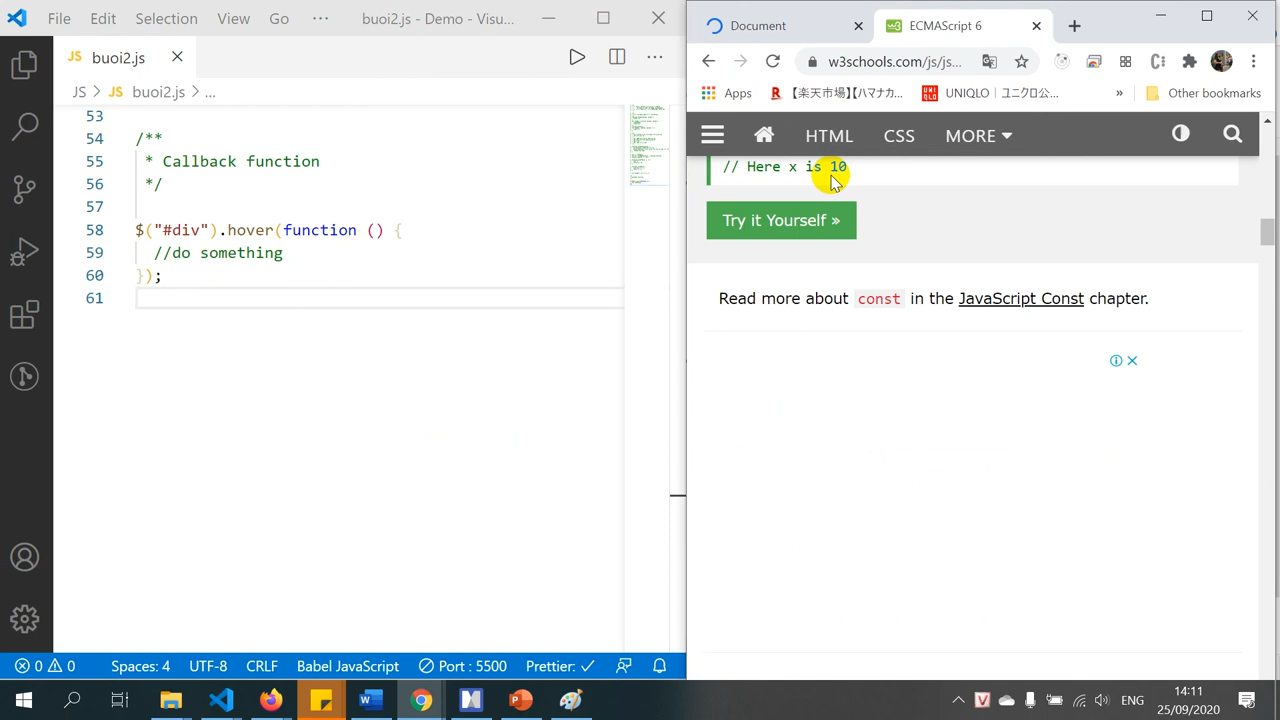 File Edit Selection View Go ··· buoi2.js - Demo - Visu...
JS buoi2.js
JS > JS buoi2.js > ...
53
54 /**
55 * Callback function
56 */
57
58 $("#div").hover(function () {
59 //do something
60 });
61
0 0 Spaces: 4 UTF-8 CRLF Babel JavaScript Port : 5500 Prettier:
Document ECMAScript 6
w3schools.com/js/js...
Apps 【楽天市場】【ハマナカ... UNIQLO | ユニクロ公... » Other bookmarks
HTML CSS MORE
// Here x is 10
Try it Yourself »
Read more about const in the JavaScript Const chapter.
ENG 14:11
25/09/2020